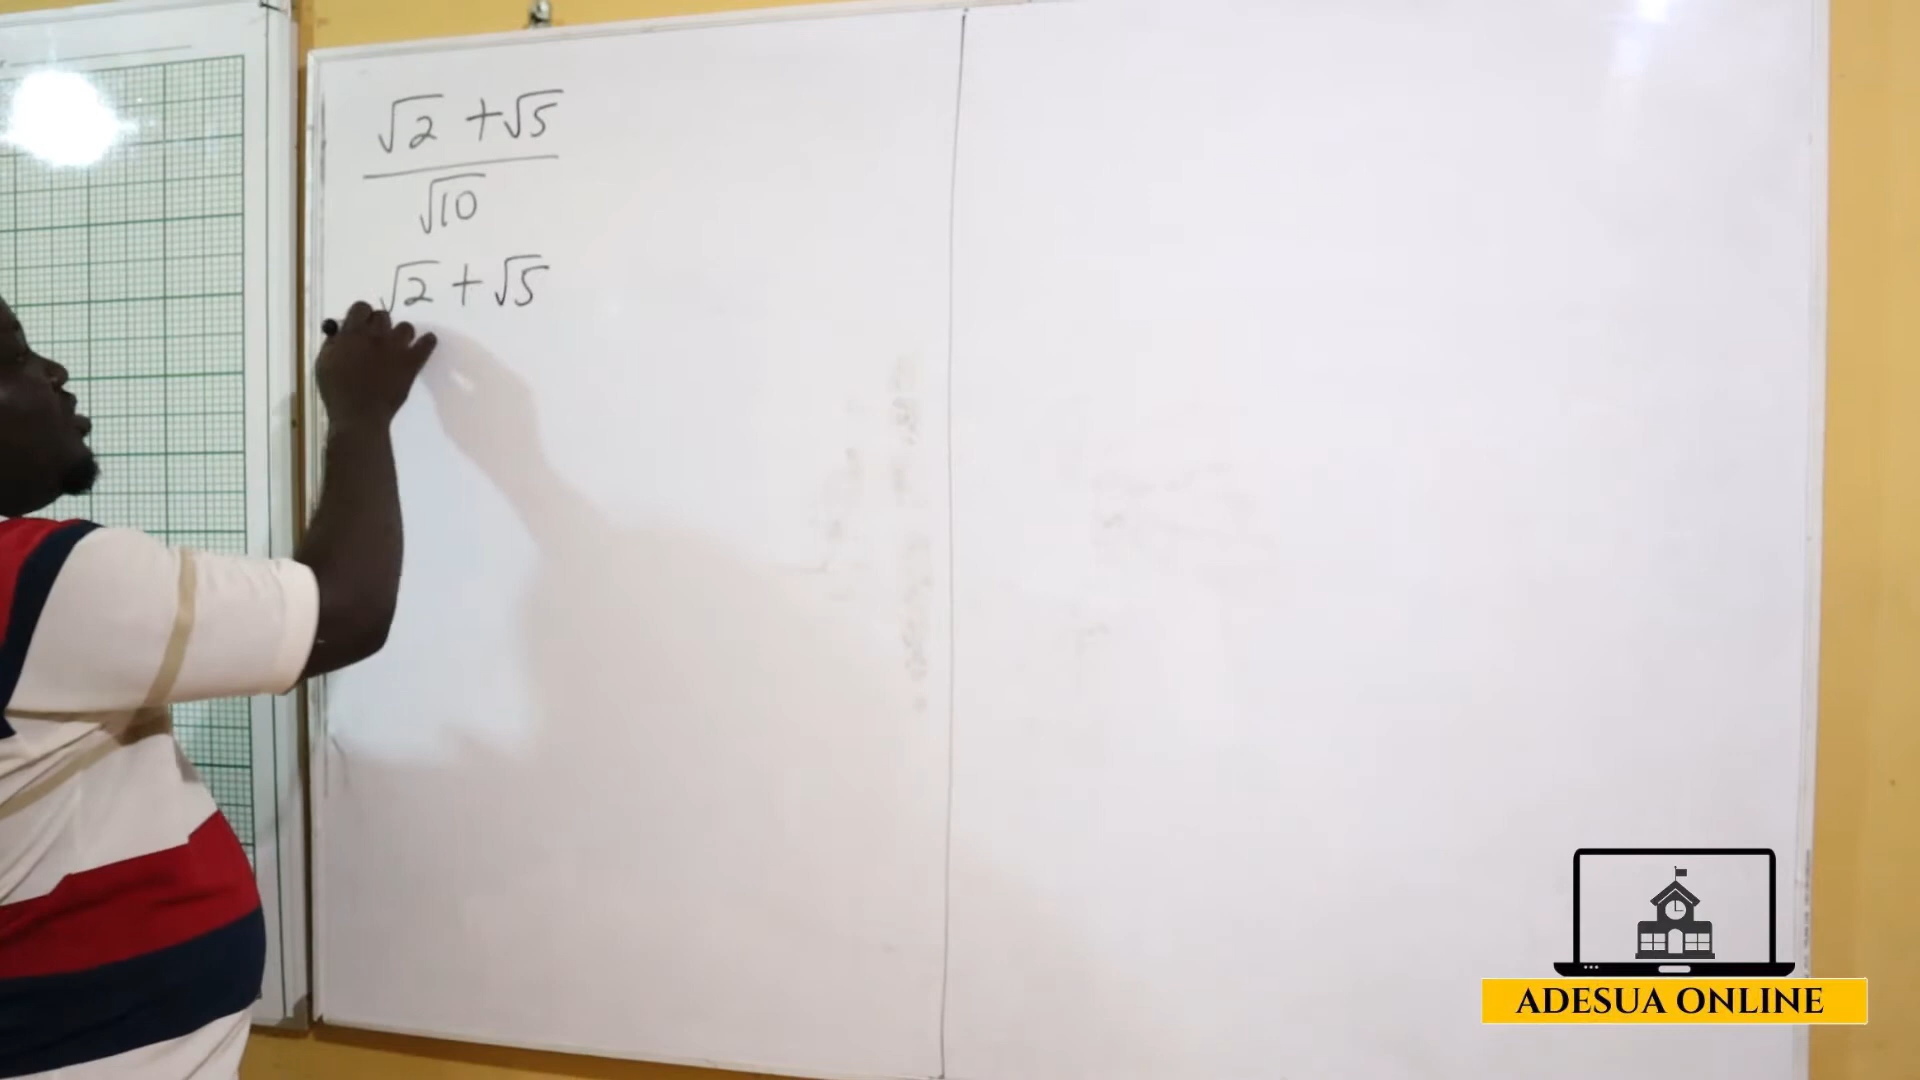 √2 + √5
√10
√2 + √5
ADESUA ONLINE